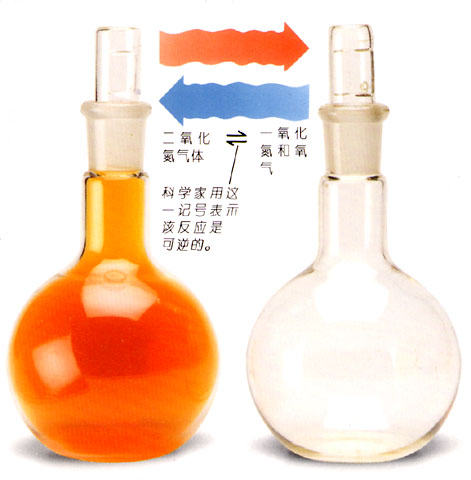 二氧化
氮气体
⇌
一氧化
氮和氧
气
科学家用这
一记号表示
该反应是
可逆的。